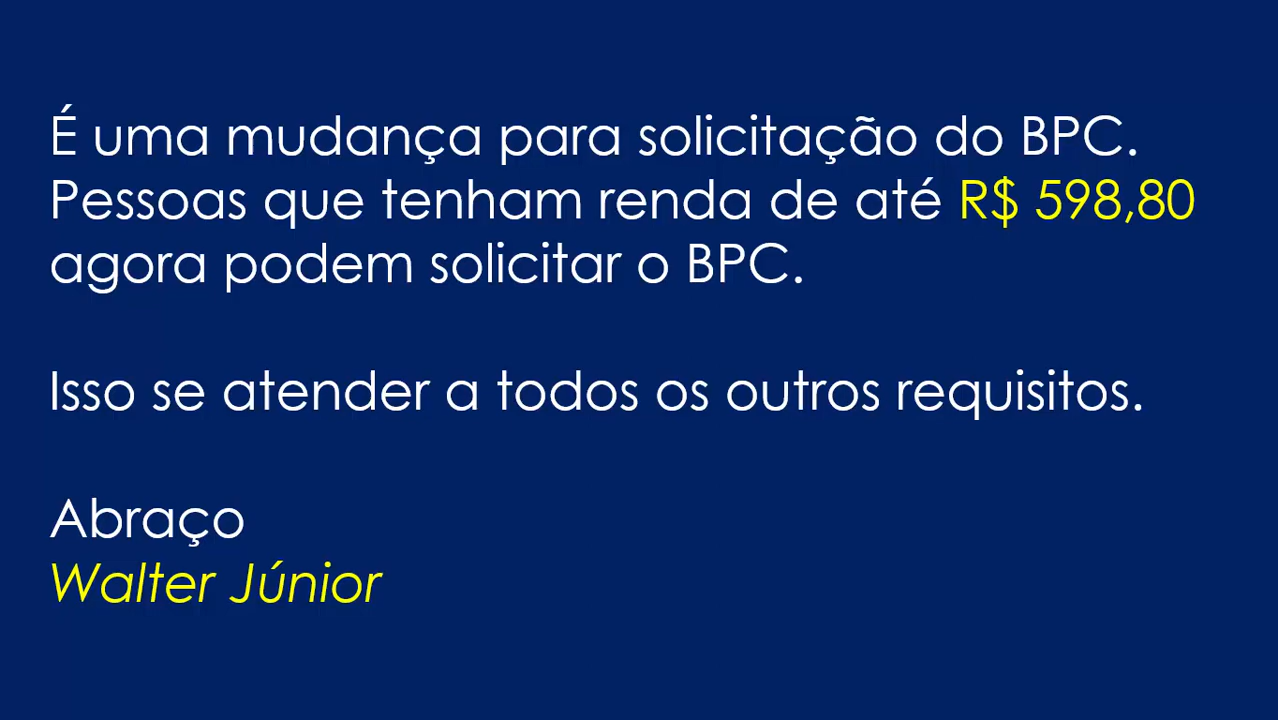 É uma mudança para solicitação do BPC.
Pessoas que tenham renda de até R$ 598,80
agora podem solicitar o BPC.
Isso se atender a todos os outros requisitos.
Abraço
Walter Júnior